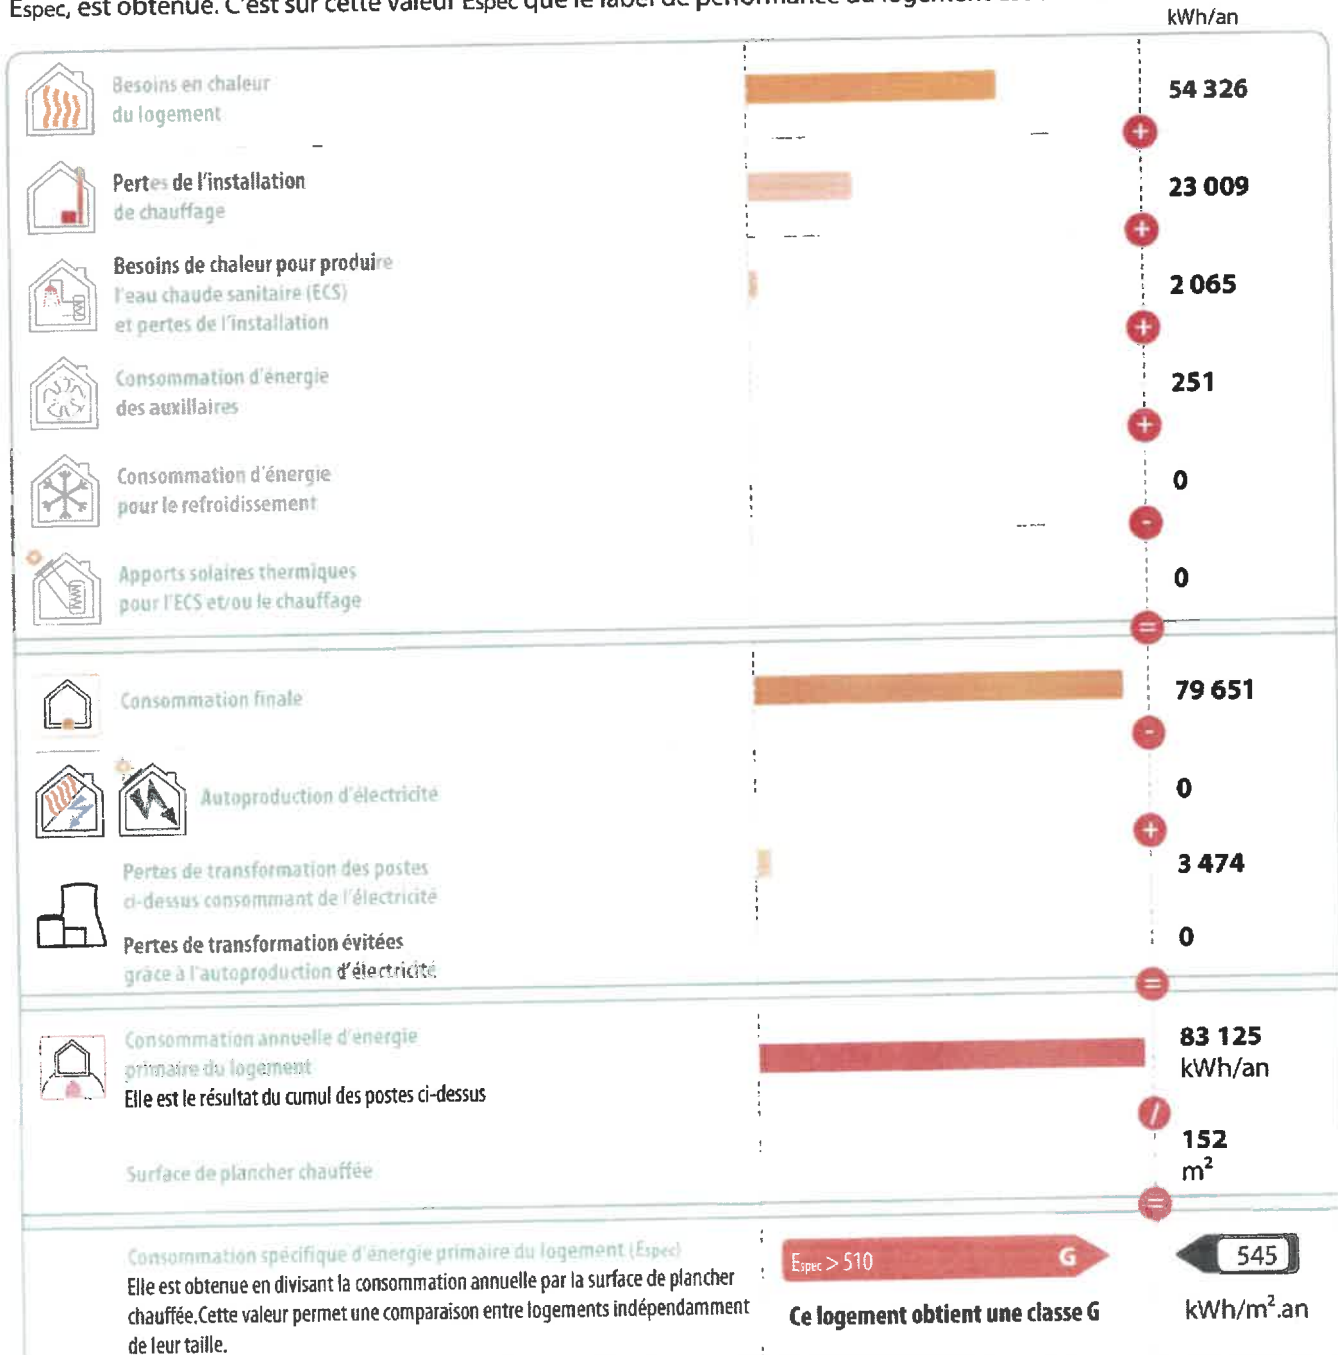 Espec, est obtenue. C'est sur cette valeur Espec que le label de performance du logement
kWh/an
Besoins en chaleur
du logement
54 326
+
Pertes de l'installation
de chauffage
23 009
+
Besoins de chaleur pour produire
l'eau chaude sanitaire (ECS)
et pertes de l'installation
2 065
+
Consommation d'énergie
des auxillaires
251
+
Consommation d'énergie
pour le refroidissement
0
-
Apports solaires thermiques
pour l'ECS et/ou le chauffage
0
=
Consommation finale
79 651
-
Autoproduction d'électricité
0
+
Pertes de transformation des postes
ci-dessus consommant de l'électricité
3 474
Pertes de transformation évitées
grâce à l'autoproduction d'électricité
0
=
Consommation annuelle d'énergie
primaire du logement
Elle est le résultat du cumul des postes ci-dessus
83 125
kWh/an
/
Surface de plancher chauffée
152
m²
=
Consommation spécifique d'énergie primaire du logement (Espec)
Elle est obtenue en divisant la consommation annuelle par la surface de plancher
chauffée.Cette valeur permet une comparaison entre logements indépendamment
de leur taille.
Espec > 510 G
Ce logement obtient une classe G
545
kWh/m².an